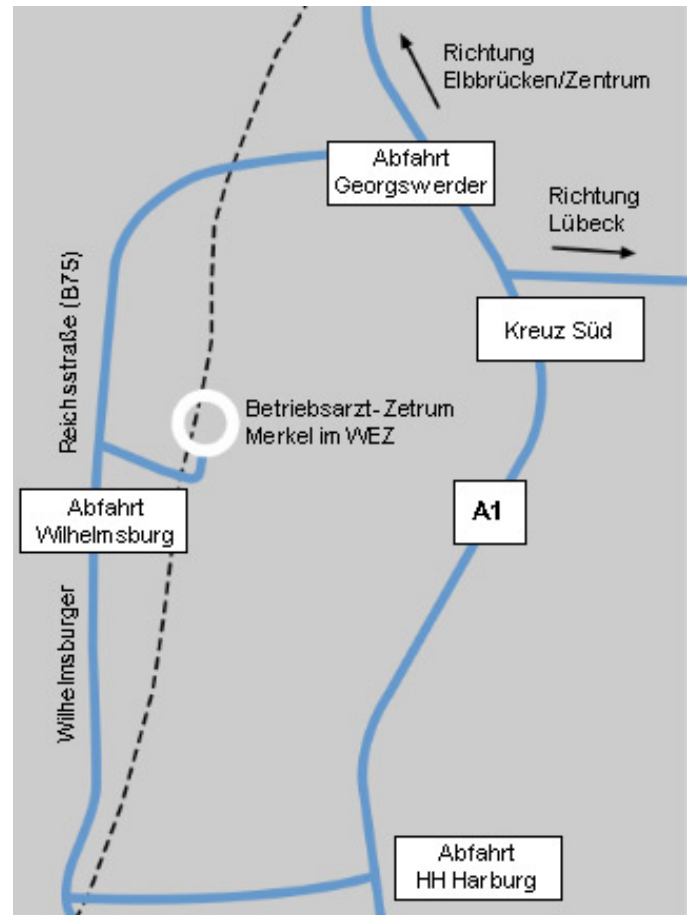 Richtung
Elbbrücken/Zentrum
Abfahrt
Georgswerder
Richtung
Lübeck
Kreuz Süd
Reichsstraße (B75)
Betriebsarzt-Zetrum
Merkel im WEZ
Abfahrt
Wilhelmsburg
A1
Wilhelmsburger
Abfahrt
HH Harburg